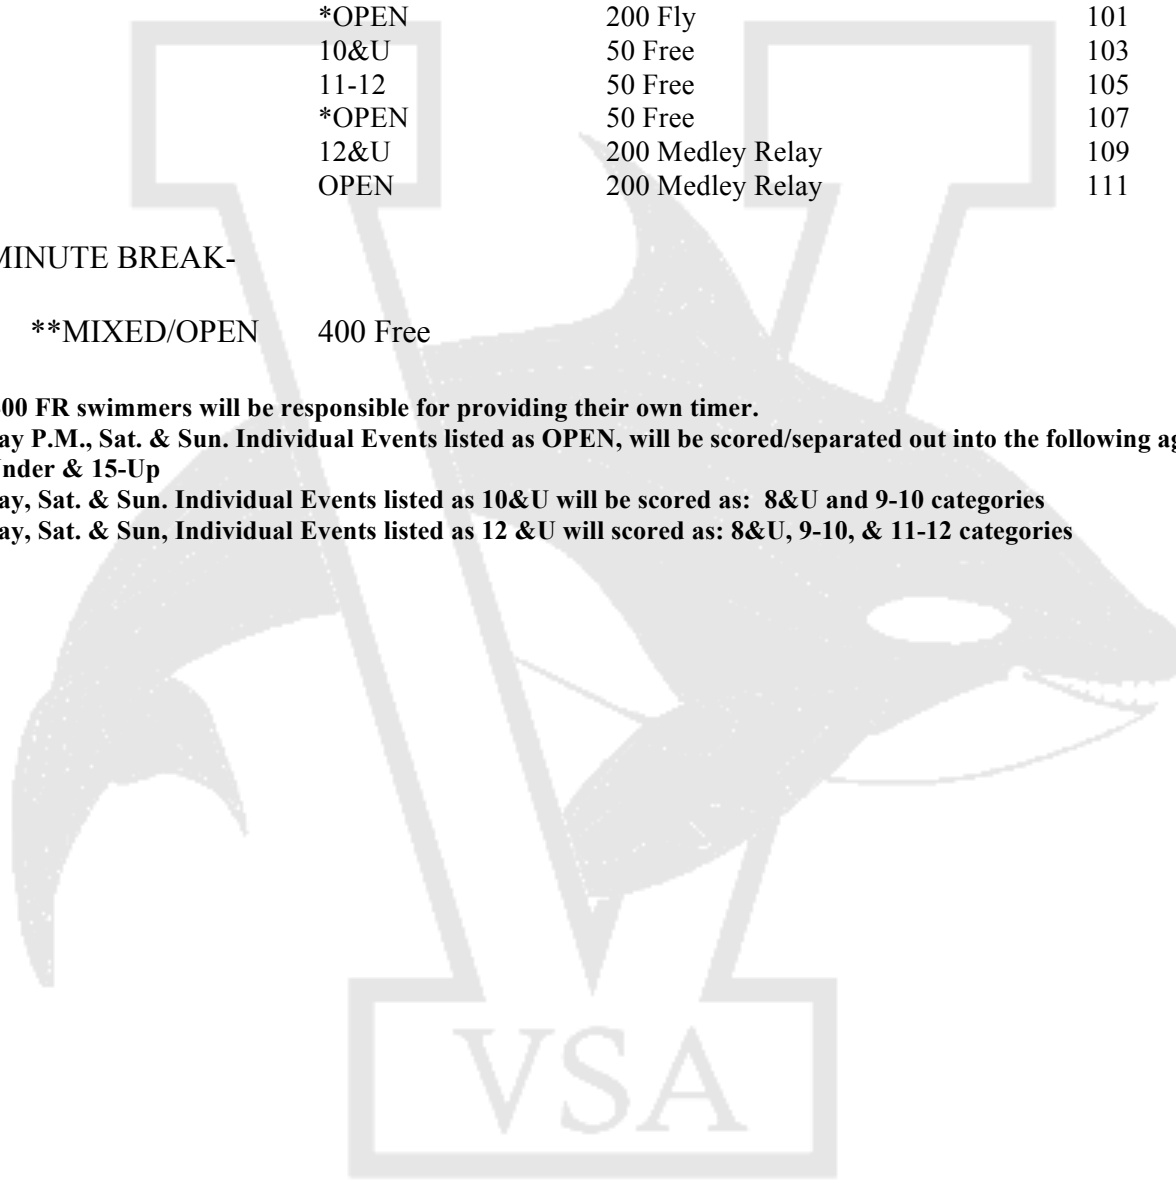 *OPEN 200 Fly 101
10&U 50 Free 103
11-12 50 Free 105
*OPEN 50 Free 107
12&U 200 Medley Relay 109
OPEN 200 Medley Relay 111
MINUTE BREAK-
**MIXED/OPEN 400 Free
00 FR swimmers will be responsible for providing their own timer.
ay P.M., Sat. & Sun. Individual Events listed as OPEN, will be scored/separated out into the following
nder & 15-Up
ay, Sat. & Sun. Individual Events listed as 10&U will be scored as: 8&U and 9-10 categories
ay, Sat. & Sun, Individual Events listed as 12 &U will scored as: 8&U, 9-10, & 11-12 categories
VSA